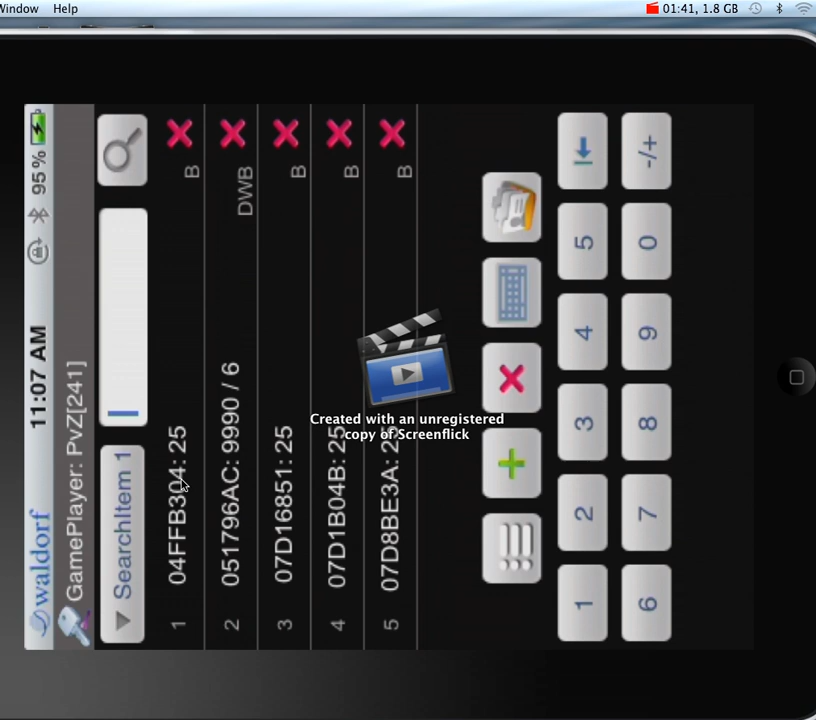 Window Help
01:41, 1.8 GB
waldorf 11:07 AM 95 %
GamePlayer: PvZ[241]
SearchItem 1
1 04FFB304: 25 B
2 051796AC: 9990 / 6 DWB
3 07D16851: 25 B
4 07D1B04B: 25 B
5 07D8BE3A: 25 B
Created with an unregistered
copy of Screenflick
1 2 3 4 5
6 7 8 9 0 -/+